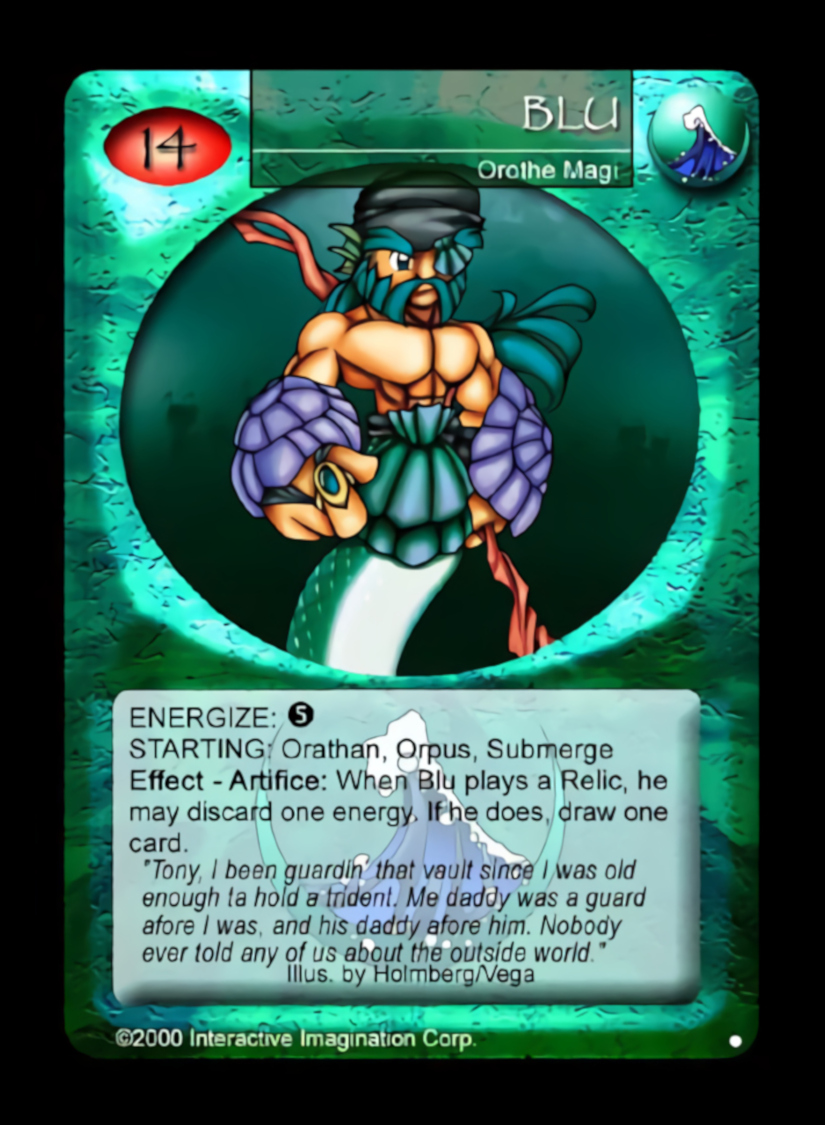 14
BLU
Orothe Magi
ENERGIZE: ❺
STARTING: Orathan, Orpus, Submerge
Effect - Artifice: When Blu plays a Relic, he
may discard one energy. If he does, draw one
card.
"Tony, I been guardin' that vault since I was old
enough ta hold a trident. Me daddy was a guard
afore I was, and his daddy afore him. Nobody
ever told any of us about the outside world."
Illus. by Holmberg/Vega
©2000 Interactive Imagination Corp.